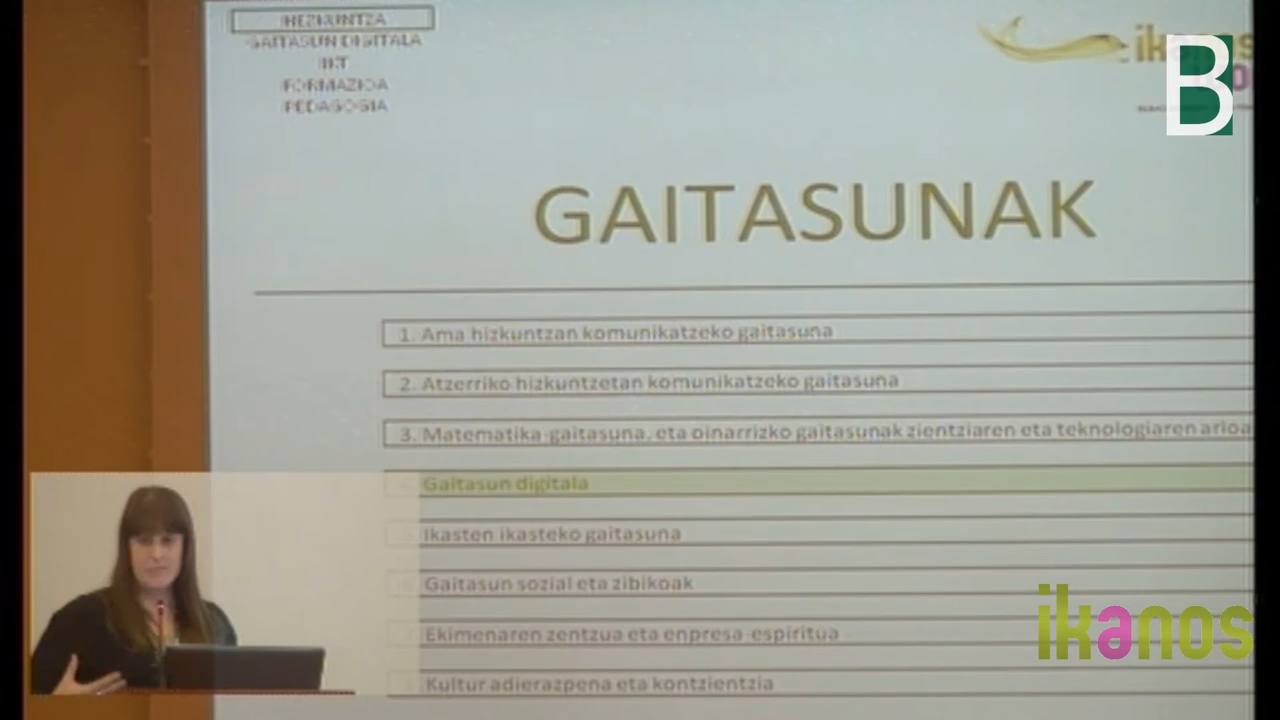 HEZKUNTZA
GAITASUN DIGITALA
IKT
FORMAZIOA
PEDAGOGIA
B
GAITASUNAK
1. Ama hizkuntzan komunikatzeko gaitasuna
2. Atzerriko hizkuntzetan komunikatzeko gaitasuna
3. Matematika-gaitasuna, eta oinarrizko gaitasunak zientziaren eta teknologiaren arloa
Gaitasun digitala
Ikasten ikasteko gaitasuna
Gaitasun sozial eta zibikoak
Ekimenaren zentzua eta enpresa-espiritua
Kultur adierazpena eta kontzientzia
ikanos